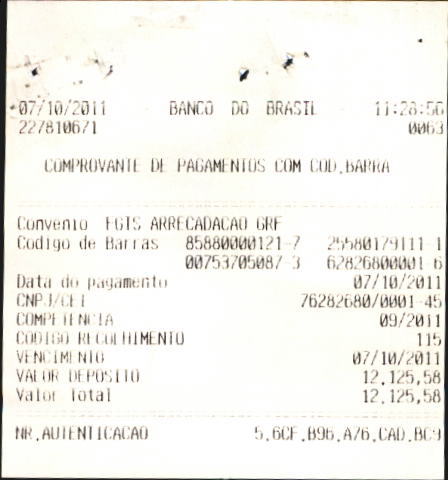 07/10/2011 - BANCO DO BRASIL - 11:28:56
227810671 0063
COMPROVANTE DE PAGAMENTOS COM COD.BARRA
Convenio FGTS ARRECADACAO GRF
Codigo de Barras 85880000121-7 25580179111-1
00753705087-3 62826800001-6
Data do pagamento 07/10/2011
CNPJ/CEI 76282680/0001-45
COMPETENCIA 09/2011
CODIGO RECOLHIMENTO 115
VENCIMENTO 07/10/2011
VALOR DEPOSITO 12.125,58
Valor Total 12.125,58
NR.AUTENTICACAO 5.6CF.B96.A76.CAD.BC9